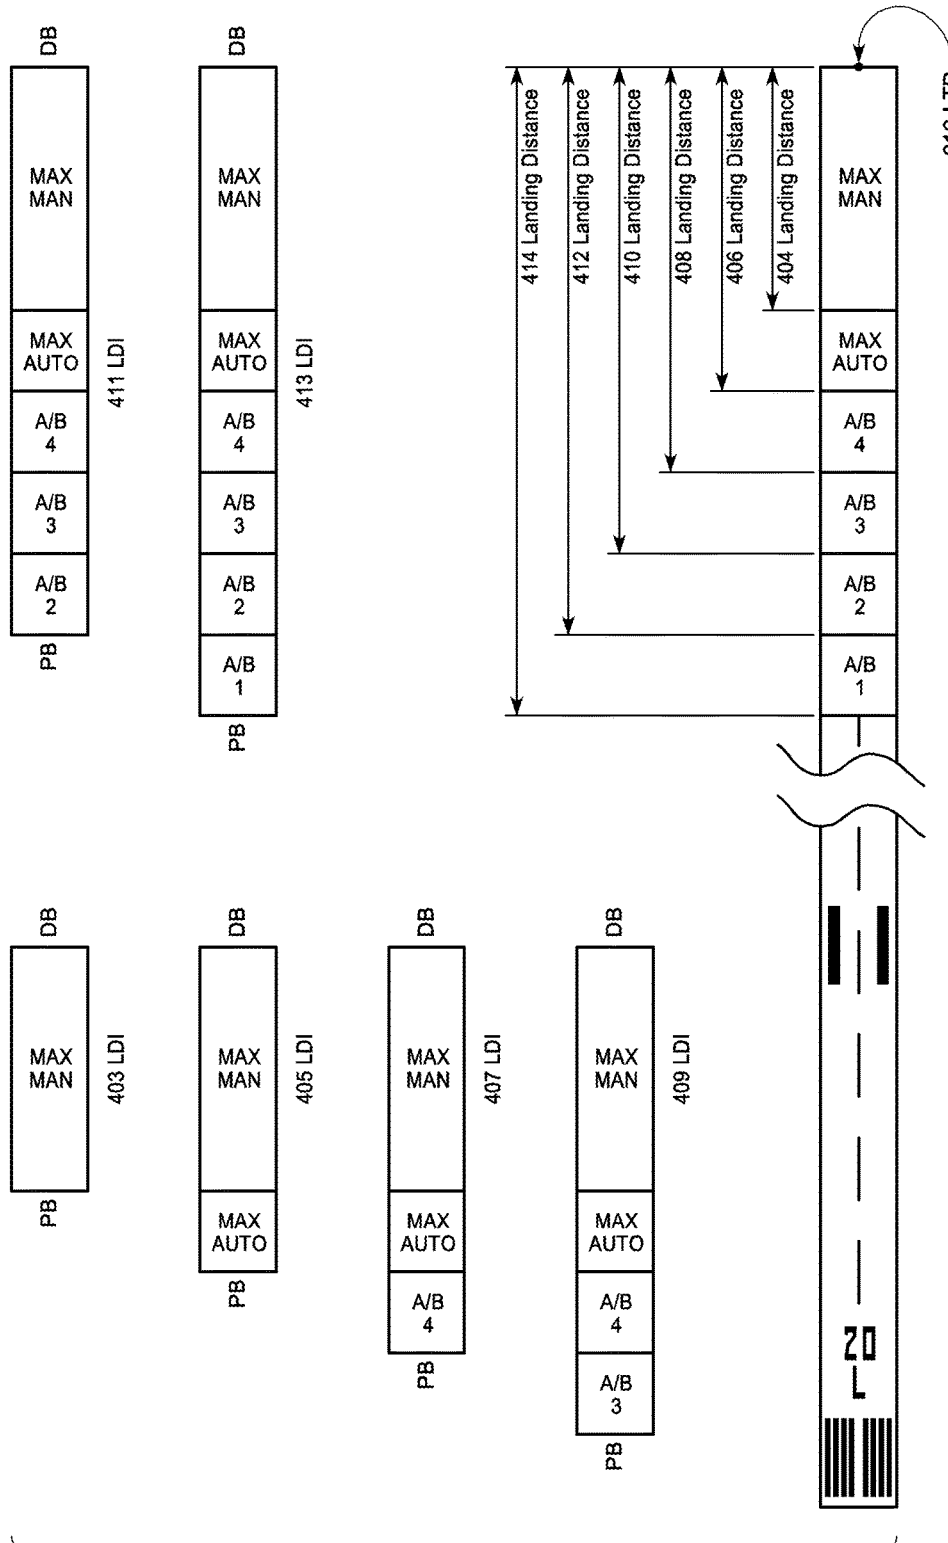 DB
MAX
MAN
MAX
AUTO
A/B
4
A/B
3
A/B
2
PB
411 LDI
DB
MAX
MAN
MAX
AUTO
A/B
4
A/B
3
A/B
2
A/B
1
PB
413 LDI
414 Landing Distance
412 Landing Distance
410 Landing Distance
408 Landing Distance
406 Landing Distance
404 Landing Distance
MAX
MAN
MAX
AUTO
A/B
4
A/B
3
A/B
2
A/B
1
DB
MAX
MAN
PB
403 LDI
DB
MAX
MAN
MAX
AUTO
PB
405 LDI
DB
MAX
MAN
MAX
AUTO
A/B
4
PB
407 LDI
DB
MAX
MAN
MAX
AUTO
A/B
4
A/B
3
PB
409 LDI
20
L